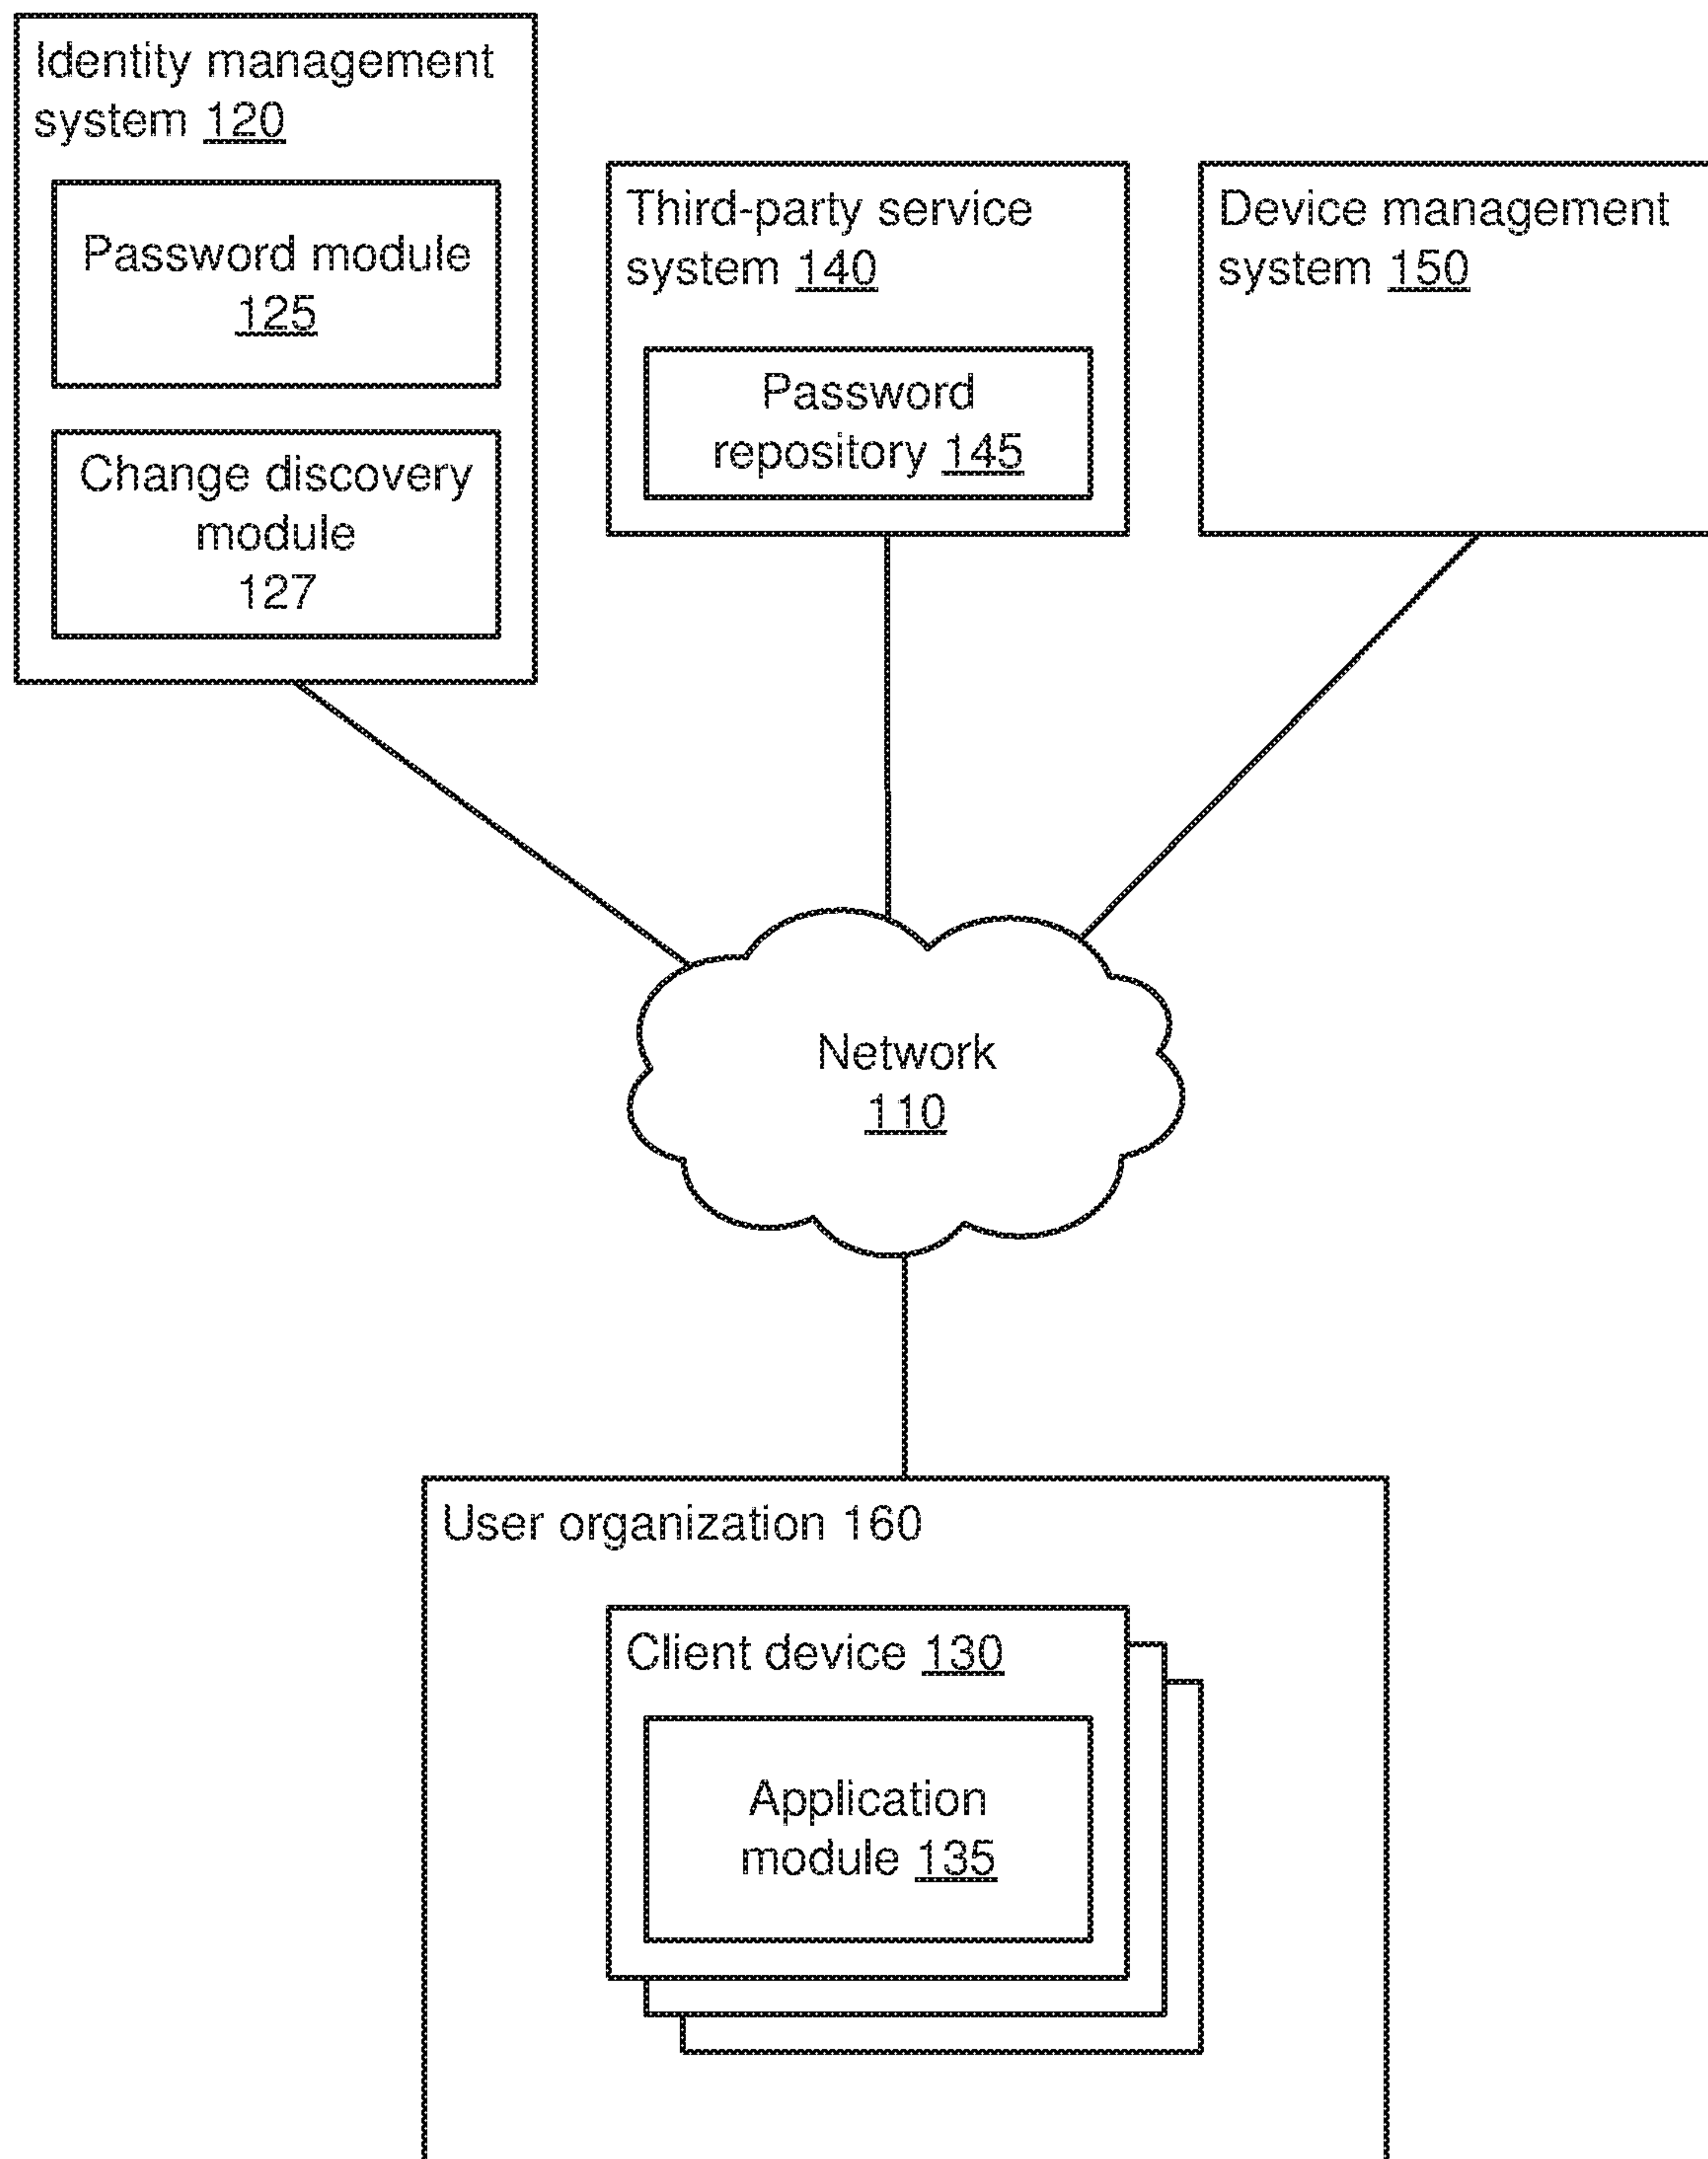 Identity management
system 120
Password module
125
Change discovery
module
127
Third-party service
system 140
Password
repository 145
Device management
system 150
Network
110
User organization 160
Client device 130
Application
module 135